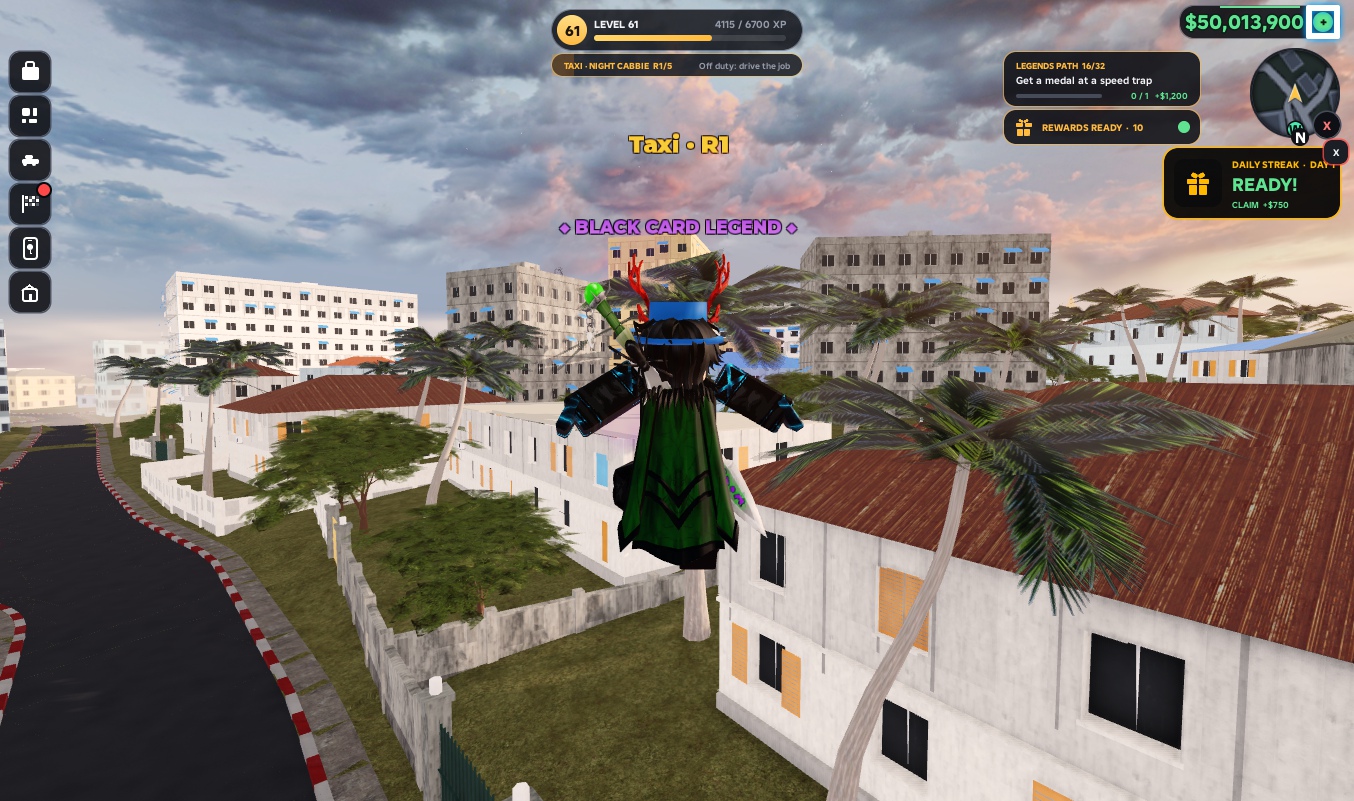 LEVEL 61
4115 / 6700 XP
61
TAXI · NIGHT CABBIE R1/5
Off duty: drive the job
$50,013,900
LEGENDS PATH 16/32
Get a medal at a speed trap
0 / 1 +$1,200
REWARDS READY · 10
X
N
X
DAILY STREAK · DAY
READY!
CLAIM +$750
Taxi • R1
BLACK CARD LEGEND